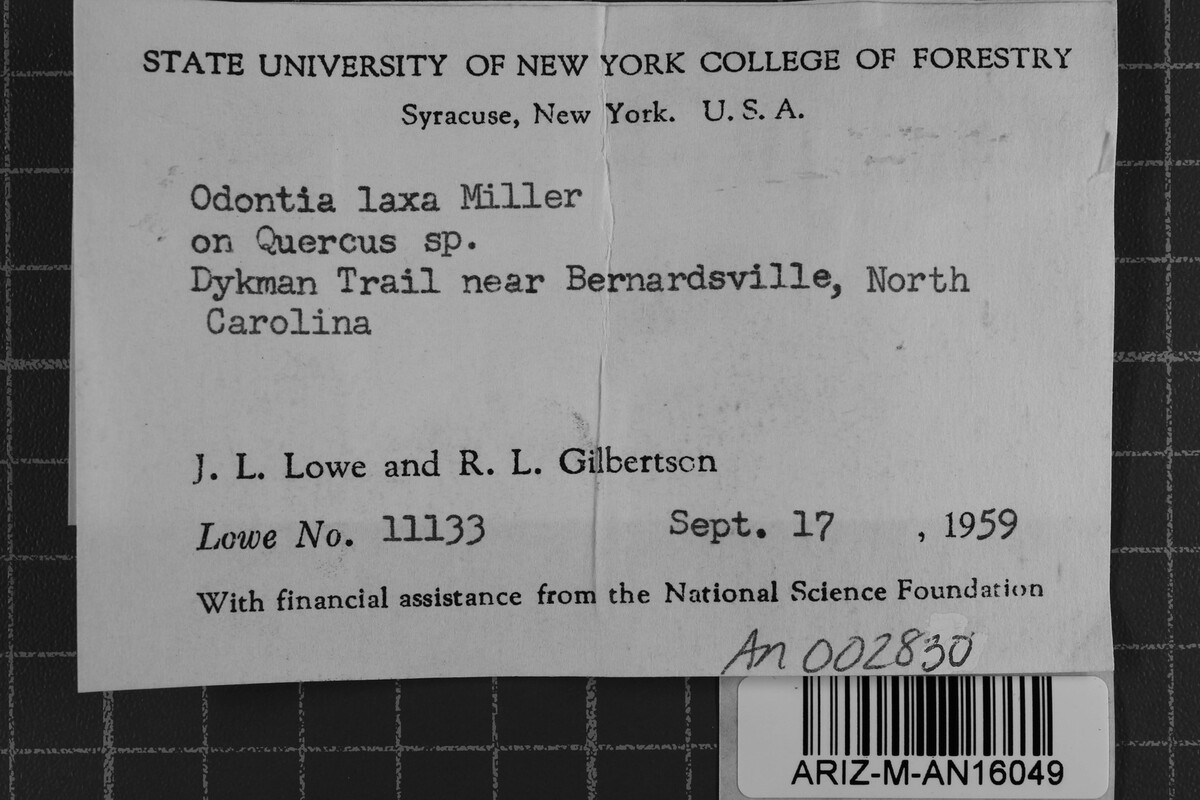 STATE UNIVERSITY OF NEW YORK COLLEGE OF FORESTRY
Syracuse, New York. U. S. A.
Odontia laxa Miller
on Quercus sp.
Dykman Trail near Bernardsville, North
Carolina
J. L. Lowe and R. L. Gilbertson
Lowe No. 11133 Sept. 17 , 1959
With financial assistance from the National Science Foundation
An 002830
ARIZ-M-AN16049